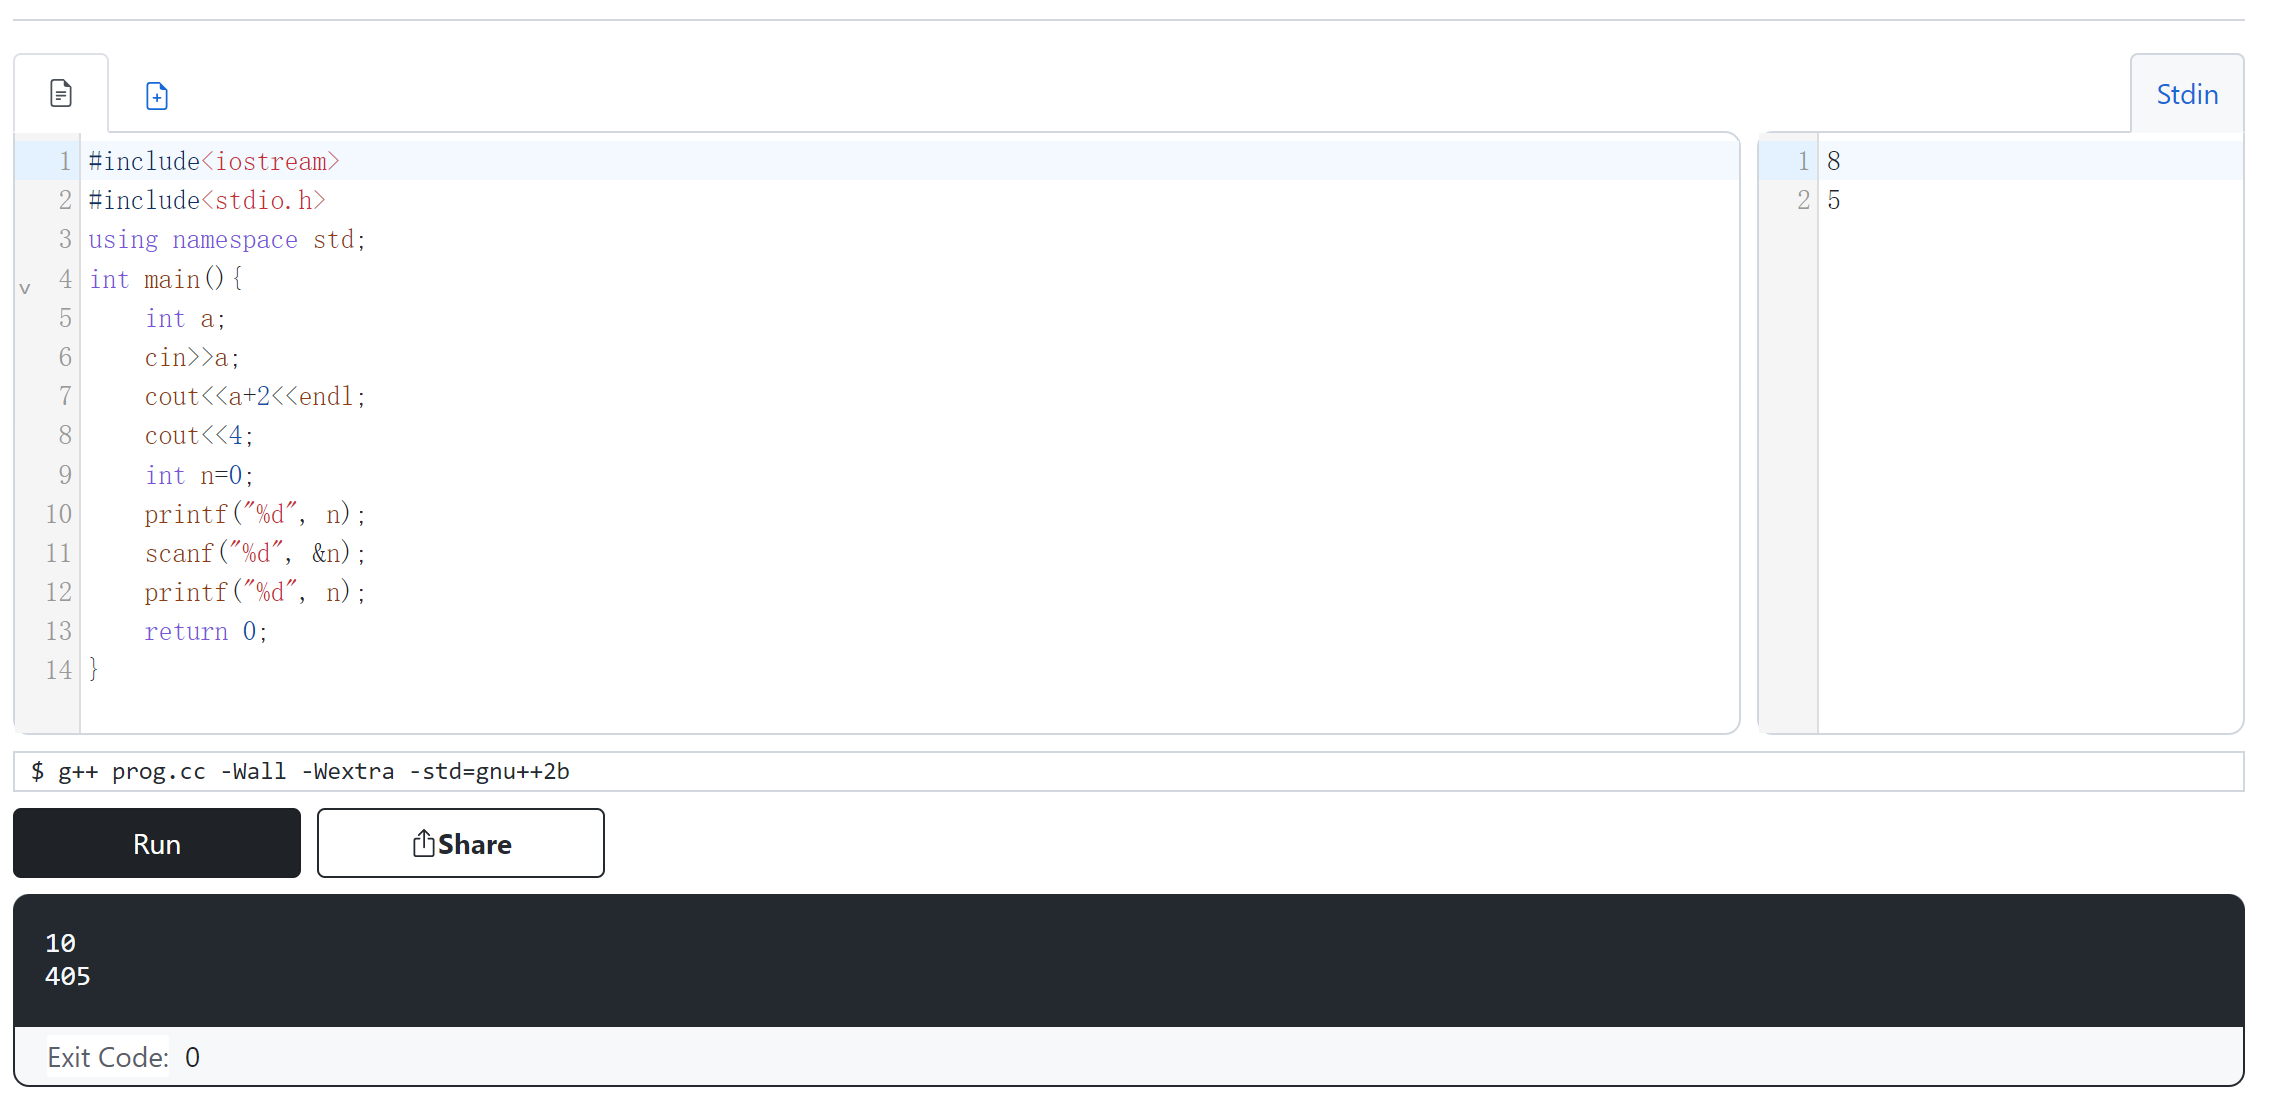 Stdin
1 #include<iostream>
2 #include<stdio.h>
3 using namespace std;
4 int main(){
5     int a;
6     cin>>a;
7     cout<<a+2<<endl;
8     cout<<4;
9     int n=0;
10     printf("%d", n);
11     scanf("%d", &n);
12     printf("%d", n);
13     return 0;
14 }
1 8
2 5
$ g++ prog.cc -Wall -Wextra -std=gnu++2b
Run
Share
10
405
Exit Code: 0